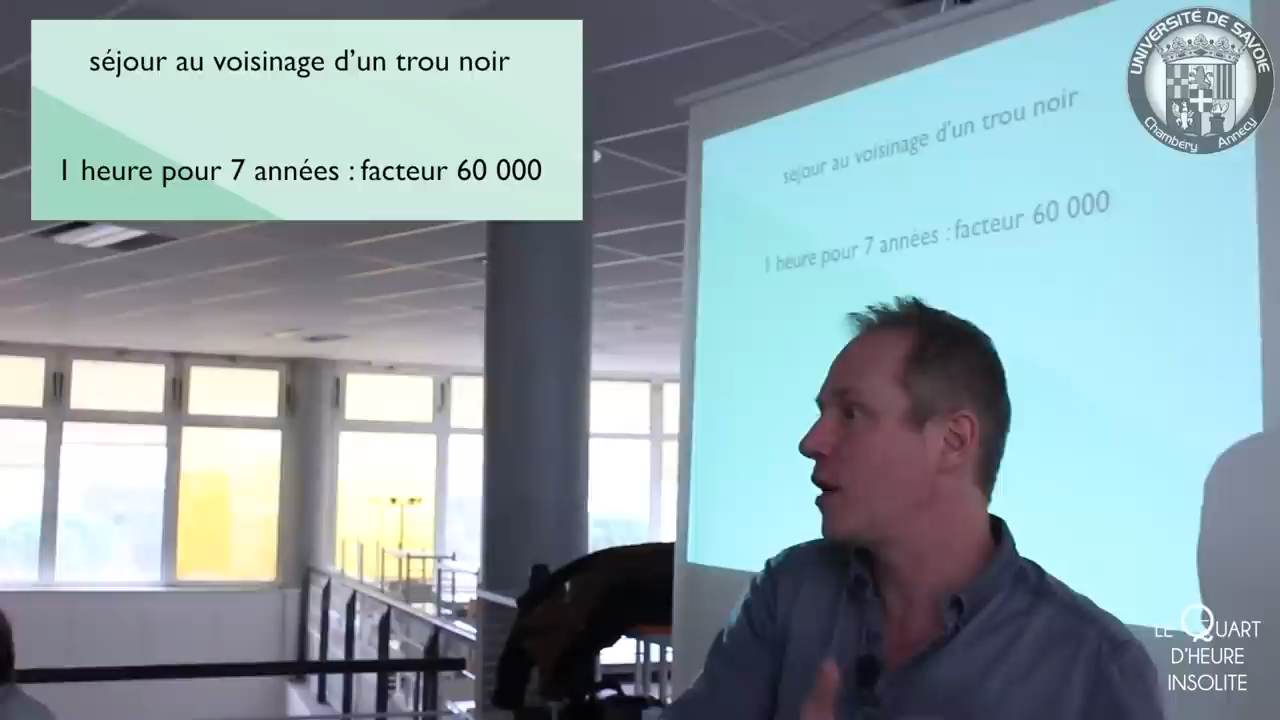 séjour au voisinage d’un trou noir
1 heure pour 7 années : facteur 60 000
séjour au voisinage d’un trou noir
1 heure pour 7 années : facteur 60 000
UNIVERSITÉ DE SAVOIE
Chambéry Annecy
LE QUART
D’HEURE
INSOLITE